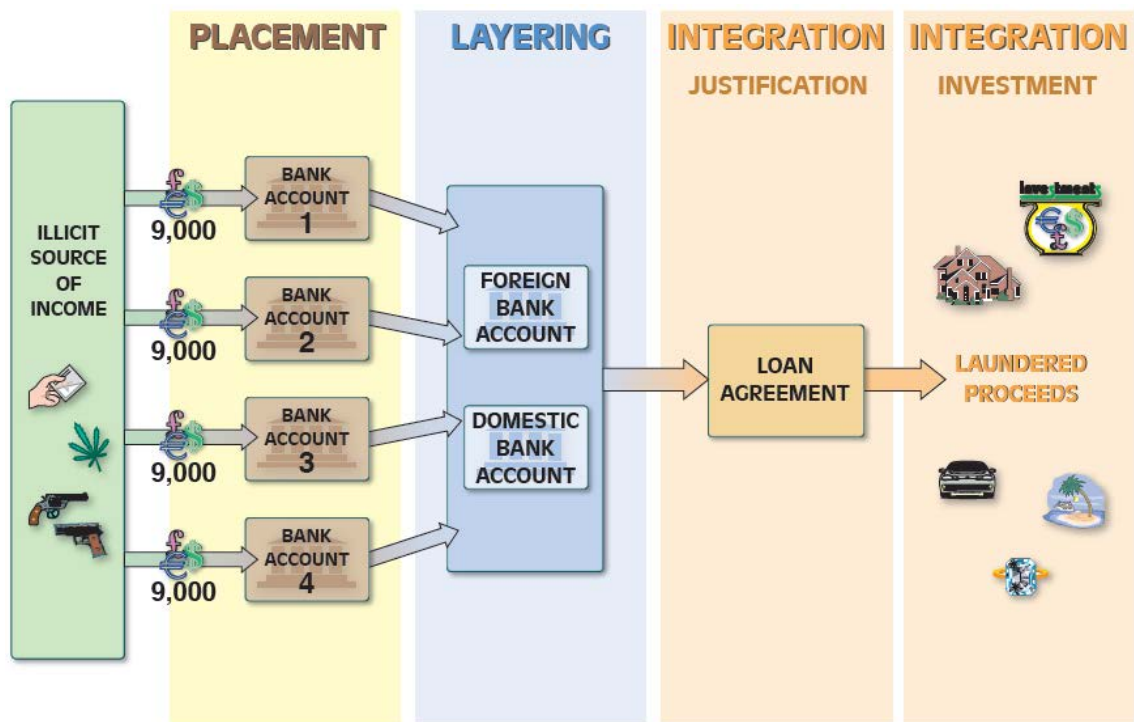 PLACEMENT
LAYERING
INTEGRATION
JUSTIFICATION
INTEGRATION
INVESTMENT
ILLICIT
SOURCE
OF
INCOME
£
€$
9,000
BANK
ACCOUNT
1
£
€$
9,000
BANK
ACCOUNT
2
£
€$
9,000
BANK
ACCOUNT
3
£
€$
9,000
BANK
ACCOUNT
4
FOREIGN
BANK
ACCOUNT
DOMESTIC
BANK
ACCOUNT
LOAN
AGREEMENT
Investments
€ $
£
LAUNDERED
PROCEEDS